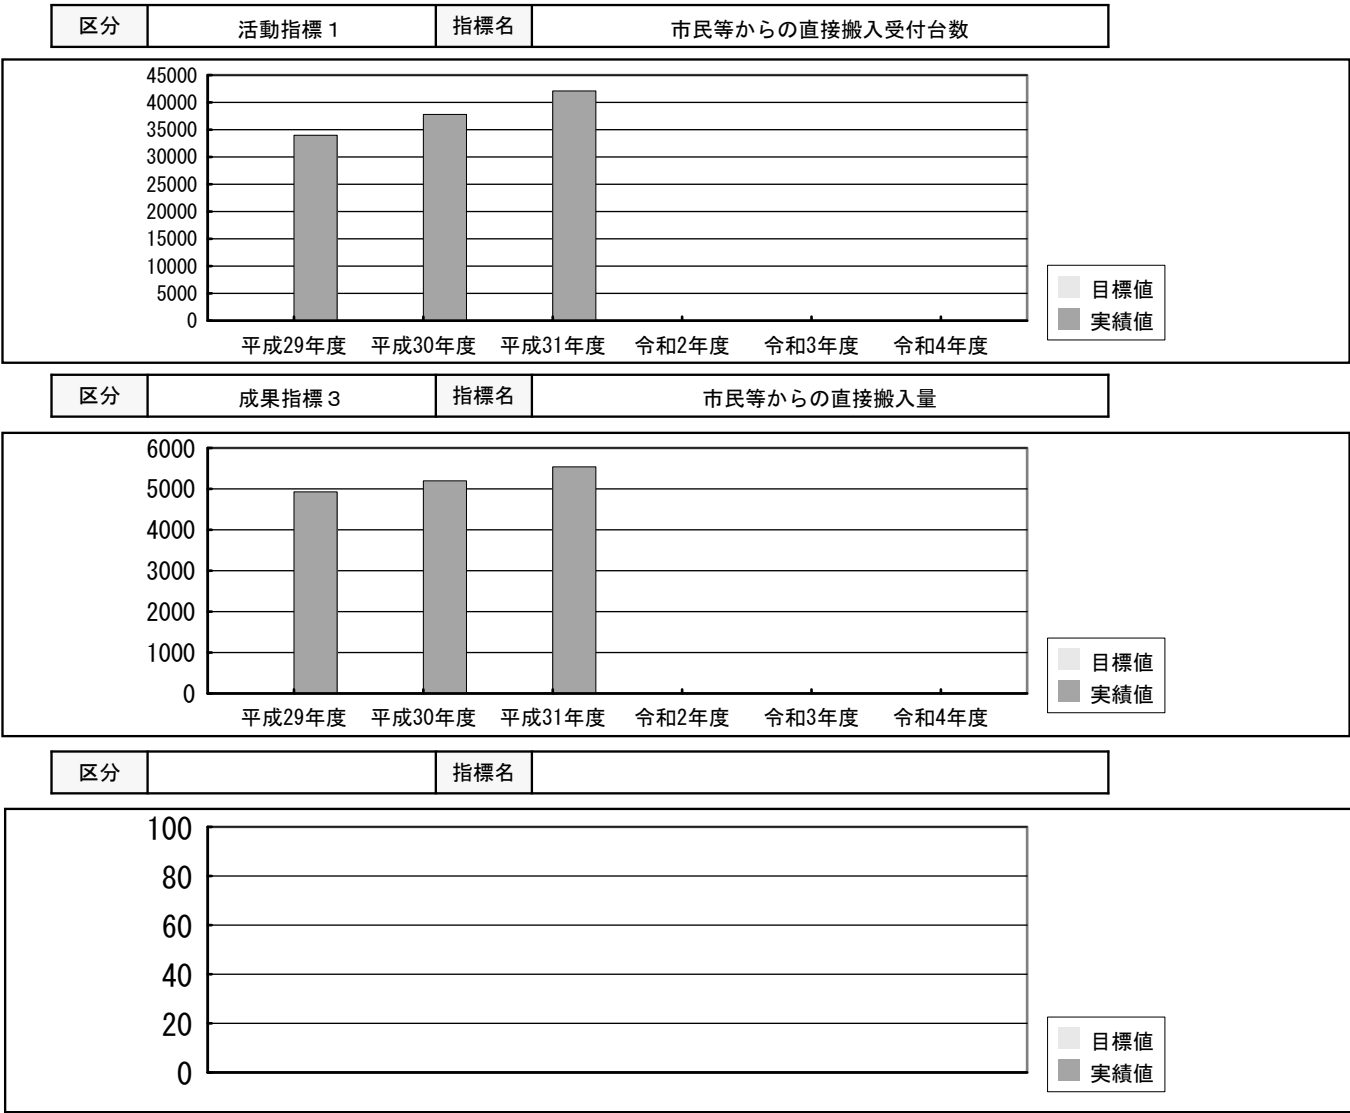 区分 活動指標１ 指標名 市民等からの直接搬入受付台数
45000
40000
35000
30000
25000
20000
15000
10000
5000
0
平成29年度 平成30年度 平成31年度 令和2年度 令和3年度 令和4年度
目標値
実績値
区分 成果指標３ 指標名 市民等からの直接搬入量
6000
5000
4000
3000
2000
1000
0
平成29年度 平成30年度 平成31年度 令和2年度 令和3年度 令和4年度
目標値
実績値
区分 指標名
100
80
60
40
20
0
目標値
実績値